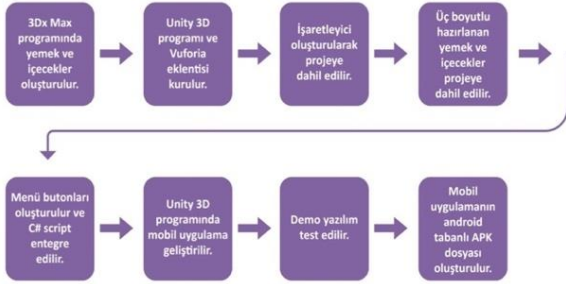 3Dx Max
programında
yemek ve
içecekler
oluşturulur.
Unity 3D
programı ve
Vuforia
eklentisi
kurulur.
İşaretleyici
oluşturularak
projeye
dahil edilir.
Üç boyutlu
hazırlanan
yemek ve
içecekler
projeye
dahil edilir.
Menü butonları
oluşturulur ve
C# script
entegre
edilir.
Unity 3D
programında
mobil uygulama
geliştirilir.
Demo yazılım
test edilir.
Mobil
uygulamanın
android
tabanlı APK
dosyası
oluşturulur.